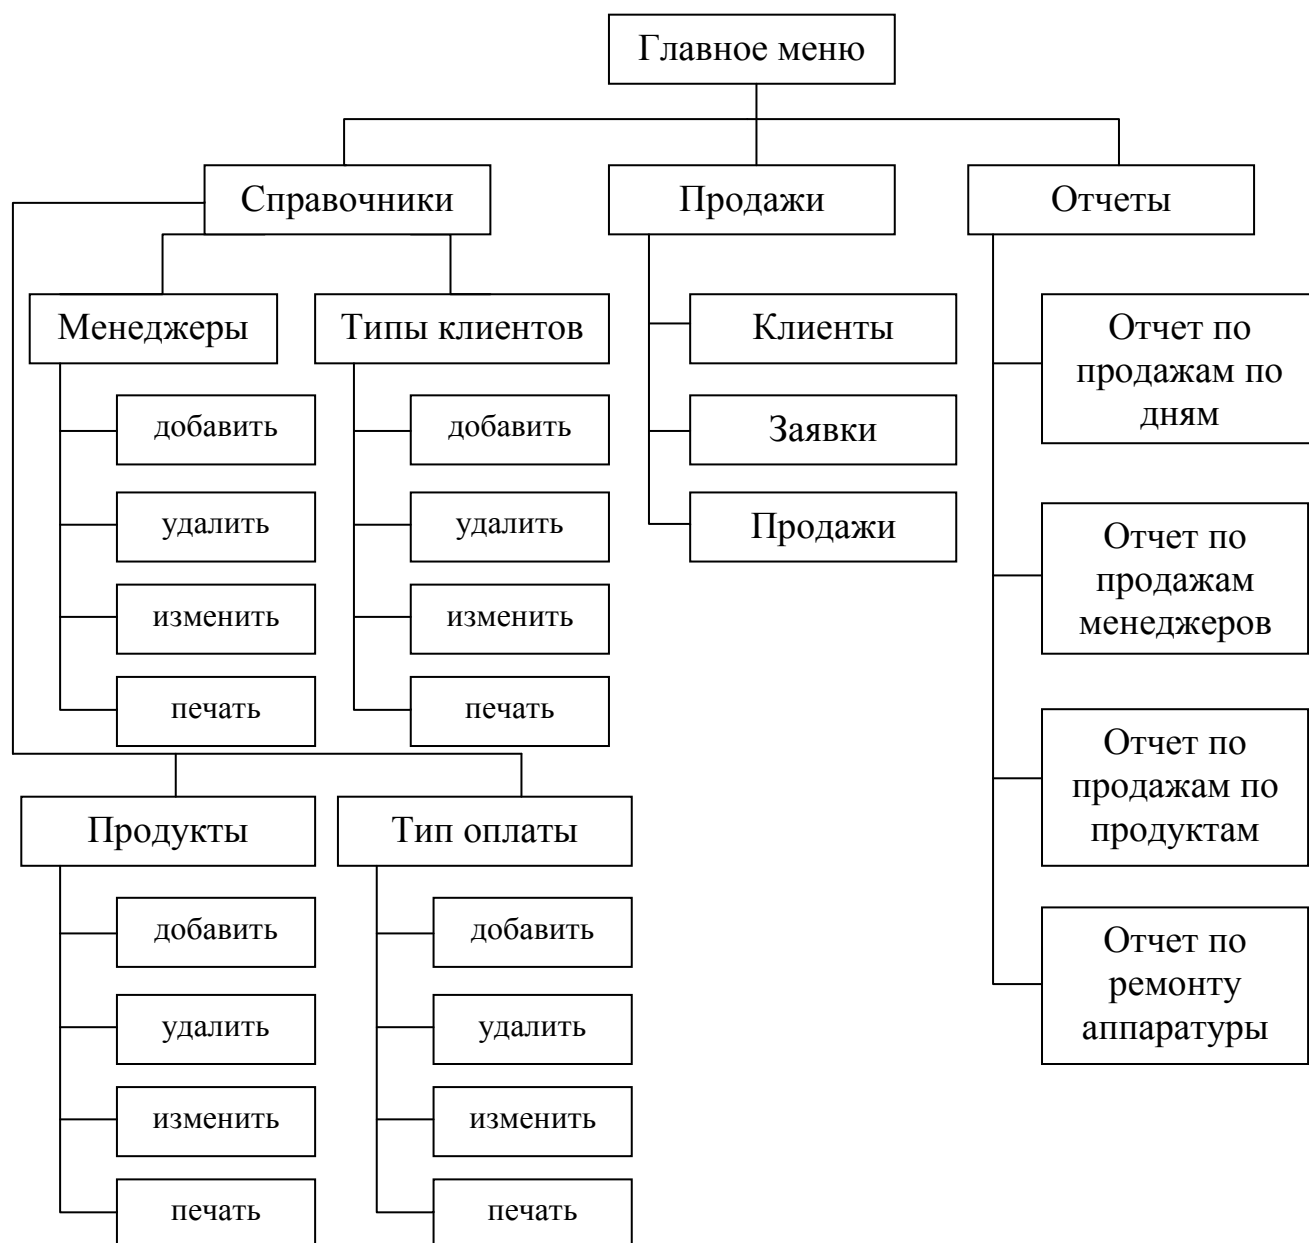 Главное меню
Справочники
Продажи
Отчеты
Менеджеры
добавить
удалить
изменить
печать
Типы клиентов
добавить
удалить
изменить
печать
Продукты
добавить
удалить
изменить
печать
Тип оплаты
добавить
удалить
изменить
печать
Клиенты
Заявки
Продажи
Отчет по
продажам по
дням
Отчет по
продажам
менеджеров
Отчет по
продажам по
продуктам
Отчет по
ремонту
аппаратуры